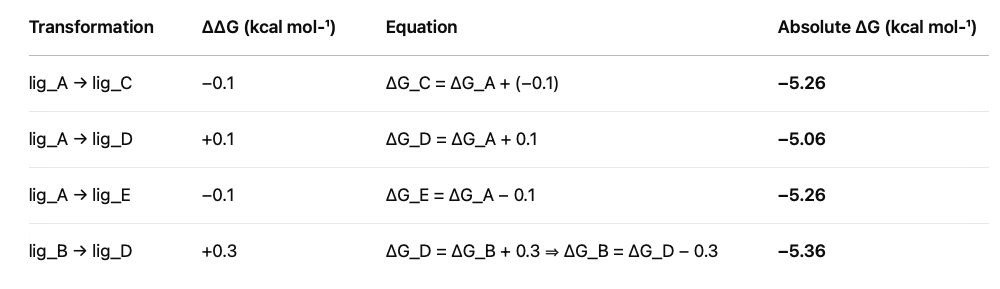 Transformation ΔΔG (kcal mol-¹) Equation Absolute ΔG (kcal mol-¹)
lig_A → lig_C −0.1 ΔG_C = ΔG_A + (−0.1) −5.26
lig_A → lig_D +0.1 ΔG_D = ΔG_A + 0.1 −5.06
lig_A → lig_E −0.1 ΔG_E = ΔG_A − 0.1 −5.26
lig_B → lig_D +0.3 ΔG_D = ΔG_B + 0.3 ⇒ ΔG_B = ΔG_D − 0.3 −5.36